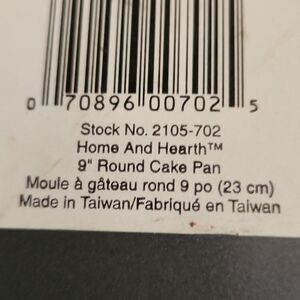 0 70896 00702 5
Stock No. 2105-702
Home And Hearth™
9" Round Cake Pan
Moule à gâteau rond 9 po (23 cm)
Made in Taiwan/Fabriqué en Taiwan